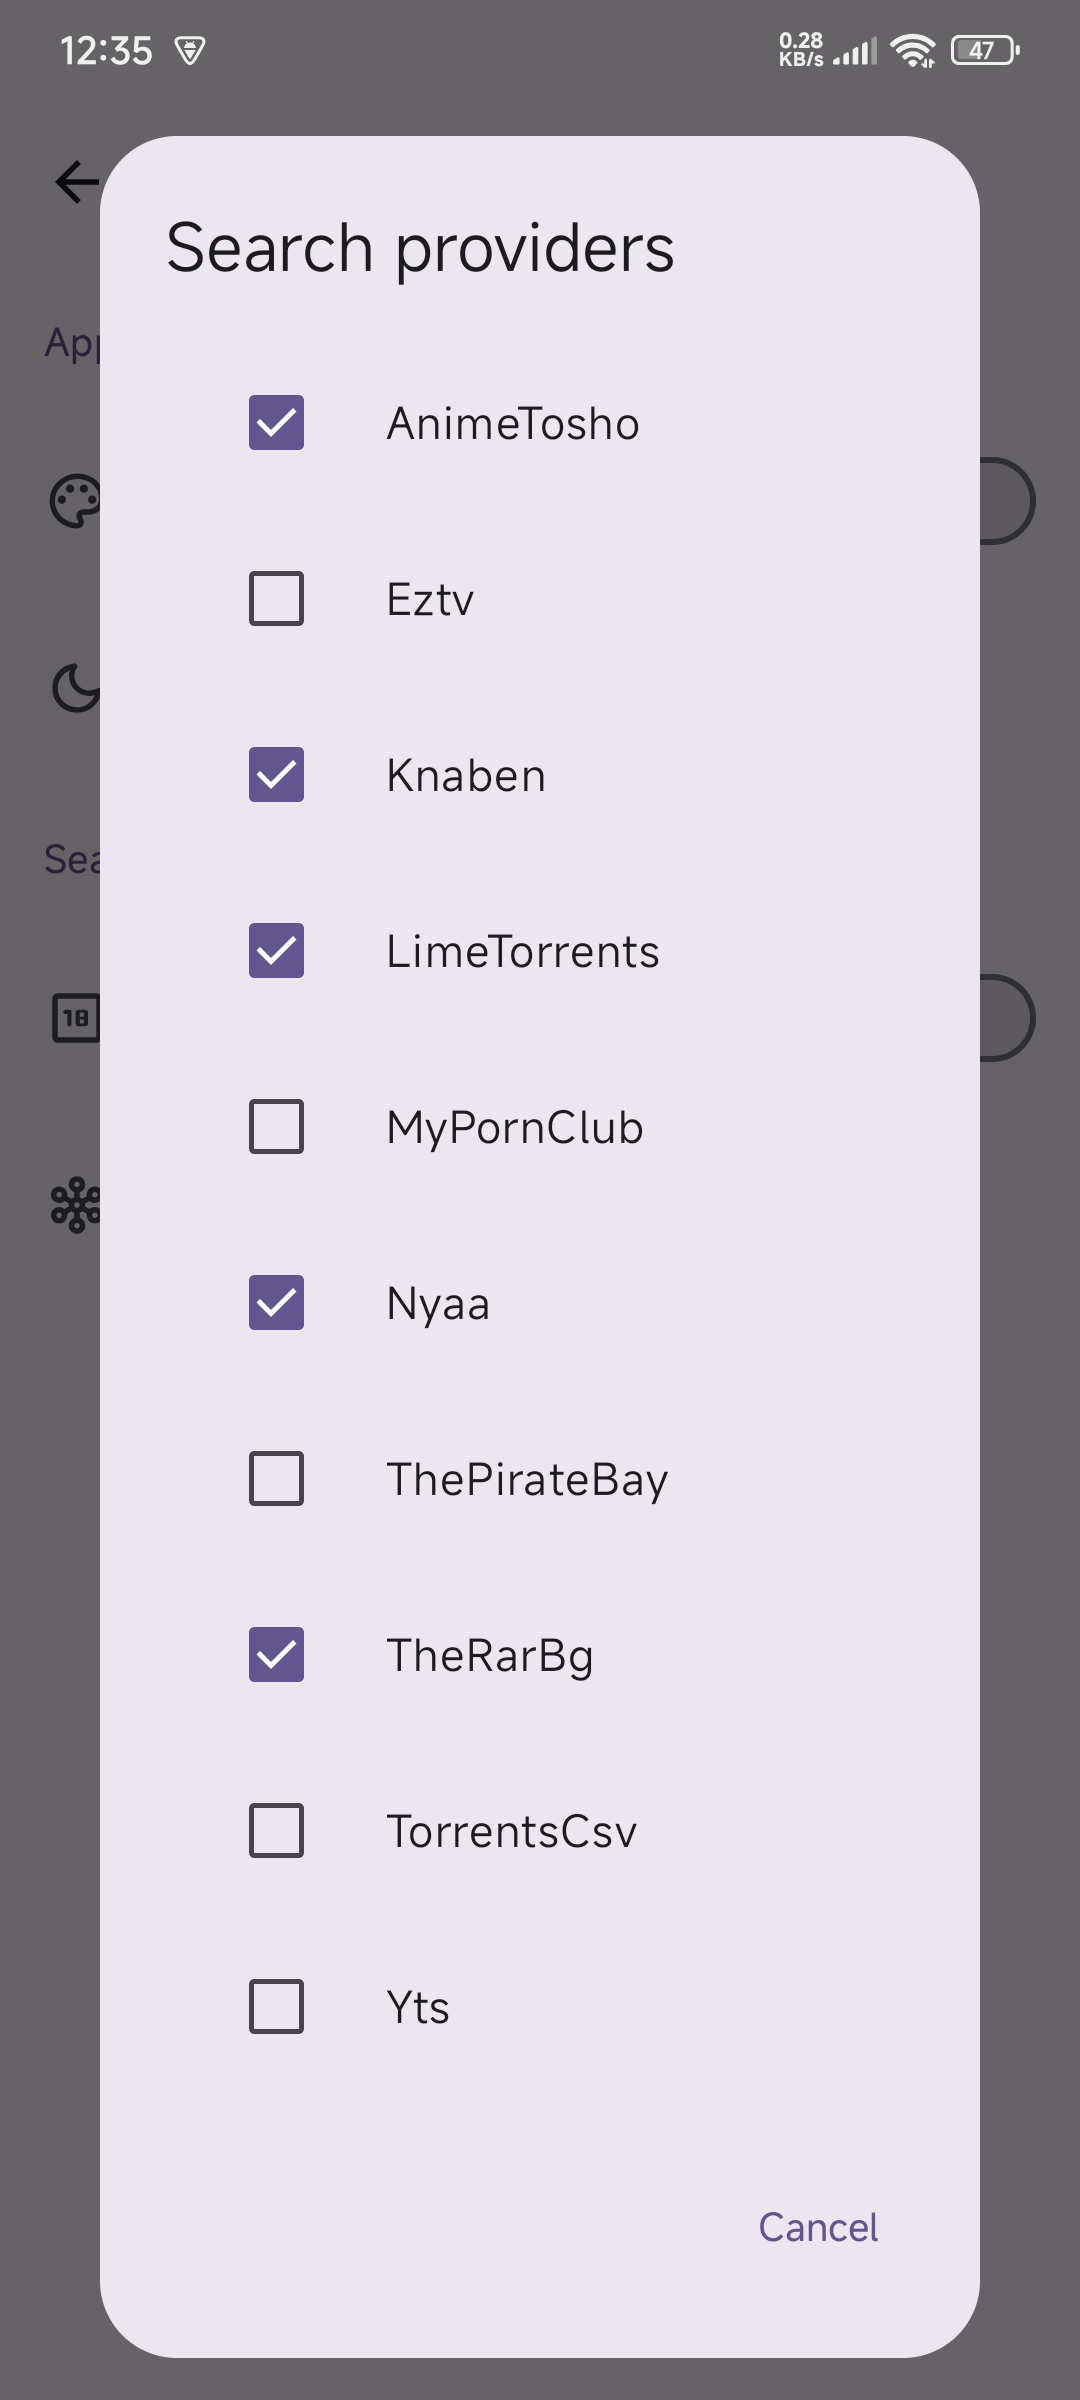 12:35
0.28
KB/s
47
Search providers
App
AnimeTosho
Eztv
Knaben
Sea
LimeTorrents
18
MyPornClub
Nyaa
ThePirateBay
TheRarBg
TorrentsCsv
Yts
Cancel